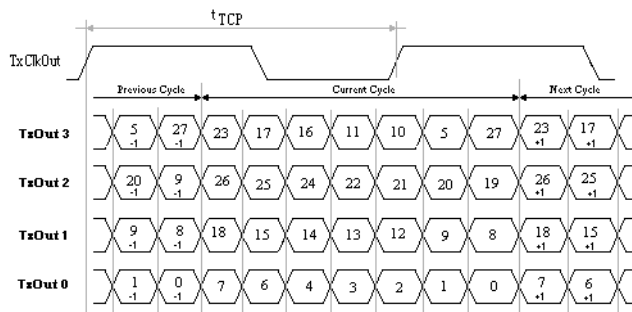 t TCP
TxClkOut
Previous Cycle Current Cycle Next Cycle
TxOut 3 5 -1 27 -1 23 17 16 11 10 5 27 23 +1 17 +1
TxOut 2 20 -1 9 -1 26 25 24 22 21 20 19 26 +1 25 +1
TxOut 1 9 -1 8 -1 18 15 14 13 12 9 8 18 +1 15 +1
TxOut 0 1 -1 0 -1 7 6 4 3 2 1 0 7 +1 6 +1